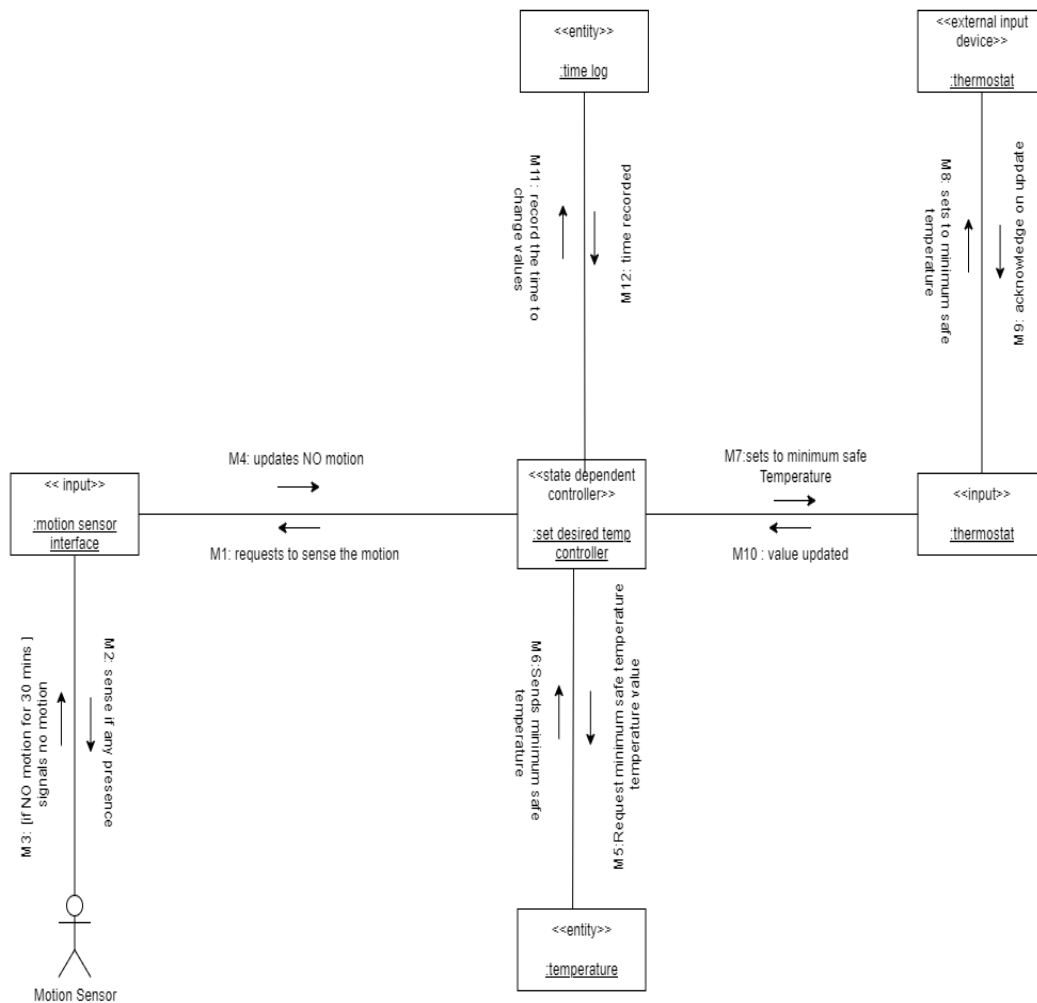 <<entity>>
:time log
<<external input
device>>
:thermostat
M11: record the time to
change values
M12: time recorded
M8: sets to minimum safe
temperature
M9: acknowledge on update
M4: updates NO motion
M7:sets to minimum safe
Temperature
<< input>>
:motion sensor
interface
<<state dependent
controller>>
:set desired temp
controller
<<input>>
:thermostat
M1: requests to sense the motion
M10 : value updated
M3: [if NO motion for 30 mins ]
signals no motion
M2: sense if any presence
M6:Sends minimum safe
temperature
M5:Request minimum safe temperature
temperature value
<<entity>>
:temperature
Motion Sensor